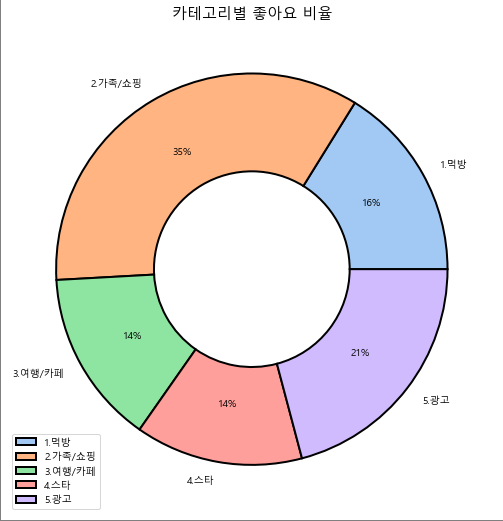 카테고리별 좋아요 비율
2.가족/쇼핑
1.먹방
35%
16%
14%
21%
3.여행/카페
14%
5.광고
4.스타
1.먹방
2.가족/쇼핑
3.여행/카페
4.스타
5.광고